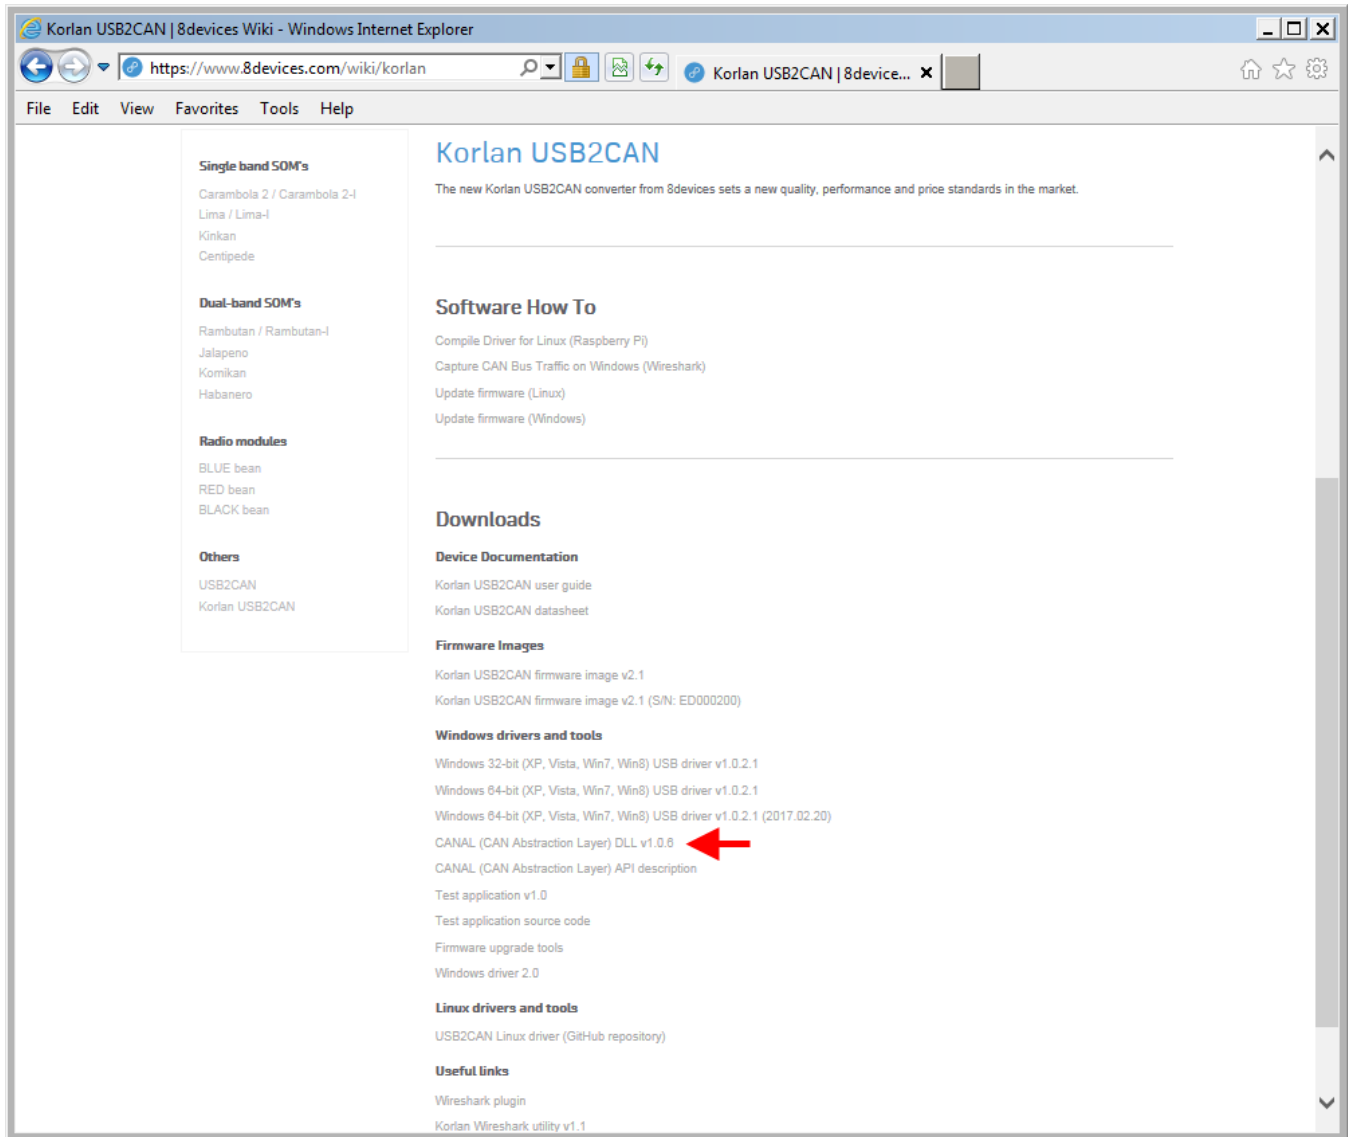 Korlan USB2CAN | 8devices Wiki - Windows Internet Explorer
https://www.8devices.com/wiki/korlan
Korlan USB2CAN | 8device...
File Edit View Favorites Tools Help
Single band SOM's
Carambola 2 / Carambola 2-I
Lima / Lima-I
Kinkan
Centipede
Dual-band SOM's
Rambutan / Rambutan-I
Jalapeno
Komikan
Habanero
Radio modules
BLUE bean
RED bean
BLACK bean
Others
USB2CAN
Korlan USB2CAN
Korlan USB2CAN
The new Korlan USB2CAN converter from 8devices sets a new quality, performance and price standards in the market.
Software How To
Compile Driver for Linux (Raspberry Pi)
Capture CAN Bus Traffic on Windows (Wireshark)
Update firmware (Linux)
Update firmware (Windows)
Downloads
Device Documentation
Korlan USB2CAN user guide
Korlan USB2CAN datasheet
Firmware Images
Korlan USB2CAN firmware image v2.1
Korlan USB2CAN firmware image v2.1 (S/N: ED000200)
Windows drivers and tools
Windows 32-bit (XP, Vista, Win7, Win8) USB driver v1.0.2.1
Windows 64-bit (XP, Vista, Win7, Win8) USB driver v1.0.2.1
Windows 64-bit (XP, Vista, Win7, Win8) USB driver v1.0.2.1 (2017.02.20)
CANAL (CAN Abstraction Layer) DLL v1.0.6
CANAL (CAN Abstraction Layer) API description
Test application v1.0
Test application source code
Firmware upgrade tools
Windows driver 2.0
Linux drivers and tools
USB2CAN Linux driver (GitHub repository)
Useful links
Wireshark plugin
Korlan Wireshark utility v1.1